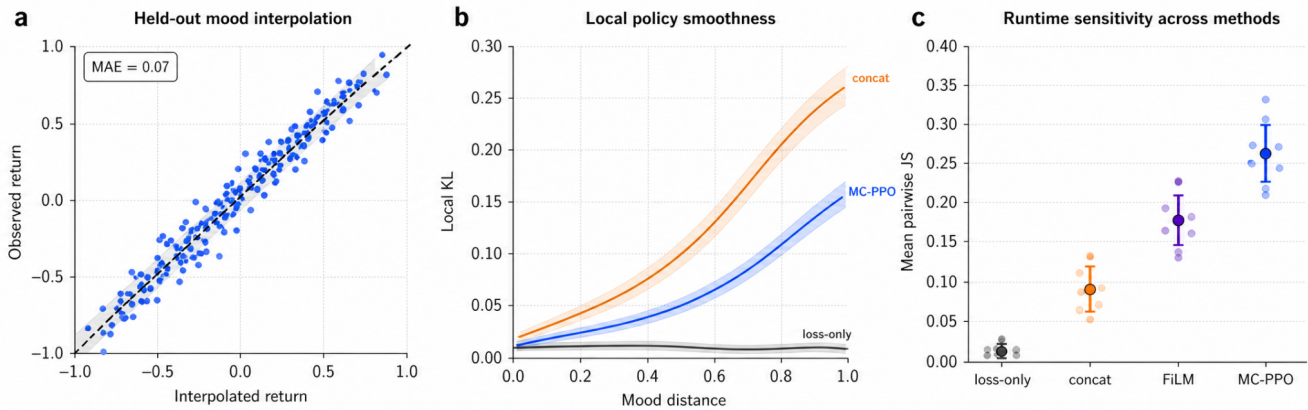 a
Held-out mood interpolation
MAE = 0.07
1.0
0.5
0.0
−0.5
−1.0
Observed return
−1.0 −0.5 0.0 0.5 1.0
Interpolated return
b
Local policy smoothness
0.30
0.25
0.20
0.15
0.10
0.05
0.00
Local KL
concat
MC-PPO
loss-only
0.0 0.2 0.4 0.6 0.8 1.0
Mood distance
c
Runtime sensitivity across methods
0.40
0.35
0.30
0.25
0.20
0.15
0.10
0.05
0.00
Mean pairwise JS
loss-only concat FiLM MC-PPO